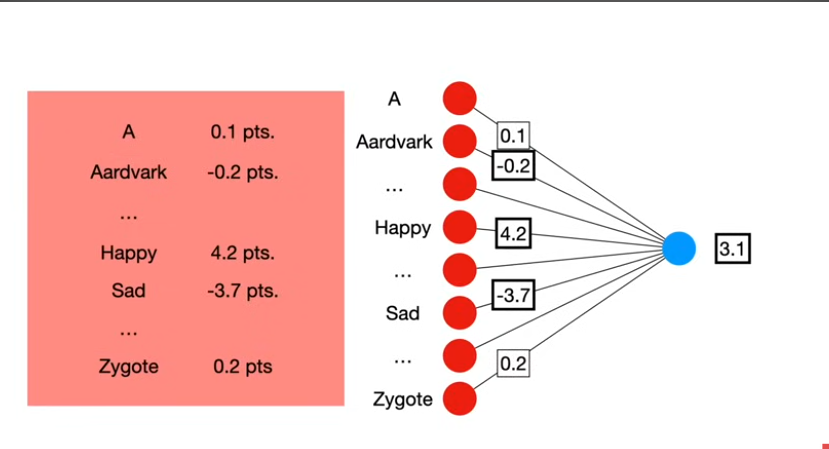 A 0.1 pts.
Aardvark -0.2 pts.
...
Happy 4.2 pts.
Sad -3.7 pts.
...
Zygote 0.2 pts
A
Aardvark
...
Happy
...
Sad
...
Zygote
0.1
-0.2
4.2
-3.7
0.2
3.1